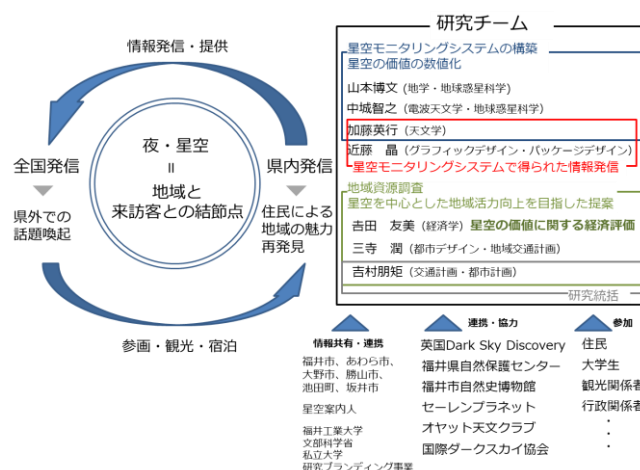 情報発信・提供
夜・星空
=
地域と
来訪客との結節点
全国発信
県外での
話題喚起
県内発信
住民による
地域の魅力
再発見
参画・観光・宿泊
研究チーム
星空モニタリングシステムの構築
星空の価値の数値化
山本博文 (地学・地球惑星科学)
中城智之 (電波天文学・地球惑星科学)
加藤英行 (天文学)
近藤 晶 (グラフィックデザイン・パッケージデザイン)
星空モニタリングシステムで得られた情報発信
地域資源調査
星空を中心とした地域活力向上を目指した提案
吉田 友美 (経済学) 星空の価値に関する経済評価
三寺 潤 (都市デザイン・地域交通計画)
吉村朋矩 (交通計画・都市計画)
研究統括
情報共有・連携
福井市、あわら市、
大野市、勝山市、
池田町、坂井市
星空案内人
福井工業大学
文部科学省
私立大学
研究ブランディング事業
連携・協力
英国Dark Sky Discovery
福井県自然保護センター
福井市自然史博物館
セーレンプラネット
オヤット天文クラブ
国際ダークスカイ協会
参加
住民
大学生
観光関係者
行政関係者
・
・
・